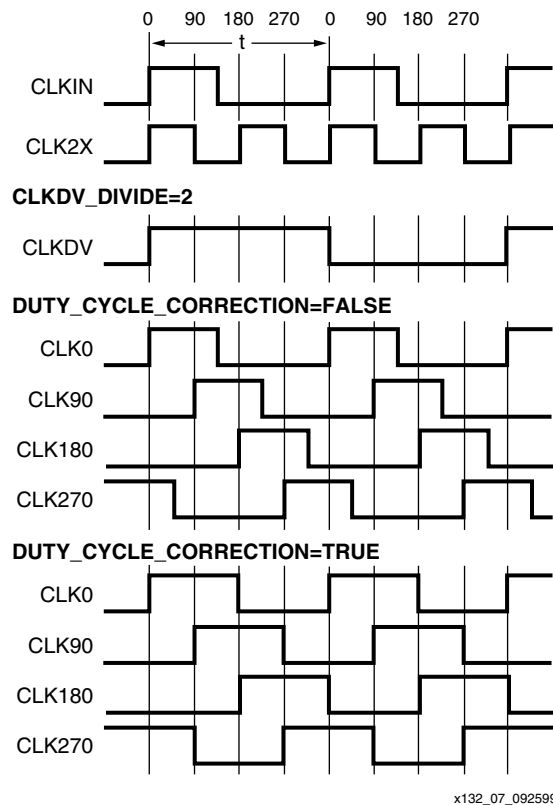 0 90 180 270 0 90 180 270
t
CLKIN
CLK2X
CLKDV_DIVIDE=2
CLKDV
DUTY_CYCLE_CORRECTION=FALSE
CLK0
CLK90
CLK180
CLK270
DUTY_CYCLE_CORRECTION=TRUE
CLK0
CLK90
CLK180
CLK270
x132_07_092599